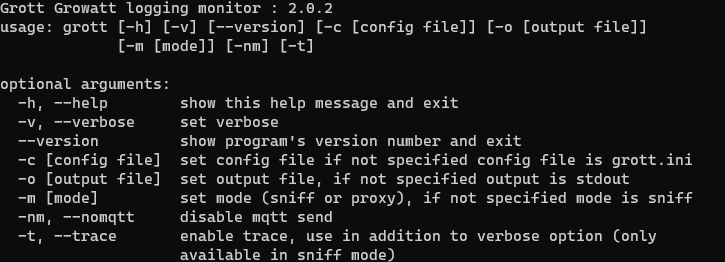 Grott Growatt logging monitor : 2.0.2
usage: grott [-h] [-v] [--version] [-c [config file]] [-o [output file]]
             [-m [mode]] [-nm] [-t]

optional arguments:
  -h, --help        show this help message and exit
  -v, --verbose     set verbose
  --version         show program's version number and exit
  -c [config file]  set config file if not specified config file is grott.ini
  -o [output file]  set output file, if not specified output is stdout
  -m [mode]         set mode (sniff or proxy), if not specified mode is sniff
  -nm, --nomqtt     disable mqtt send
  -t, --trace       enable trace, use in addition to verbose option (only
                    available in sniff mode)